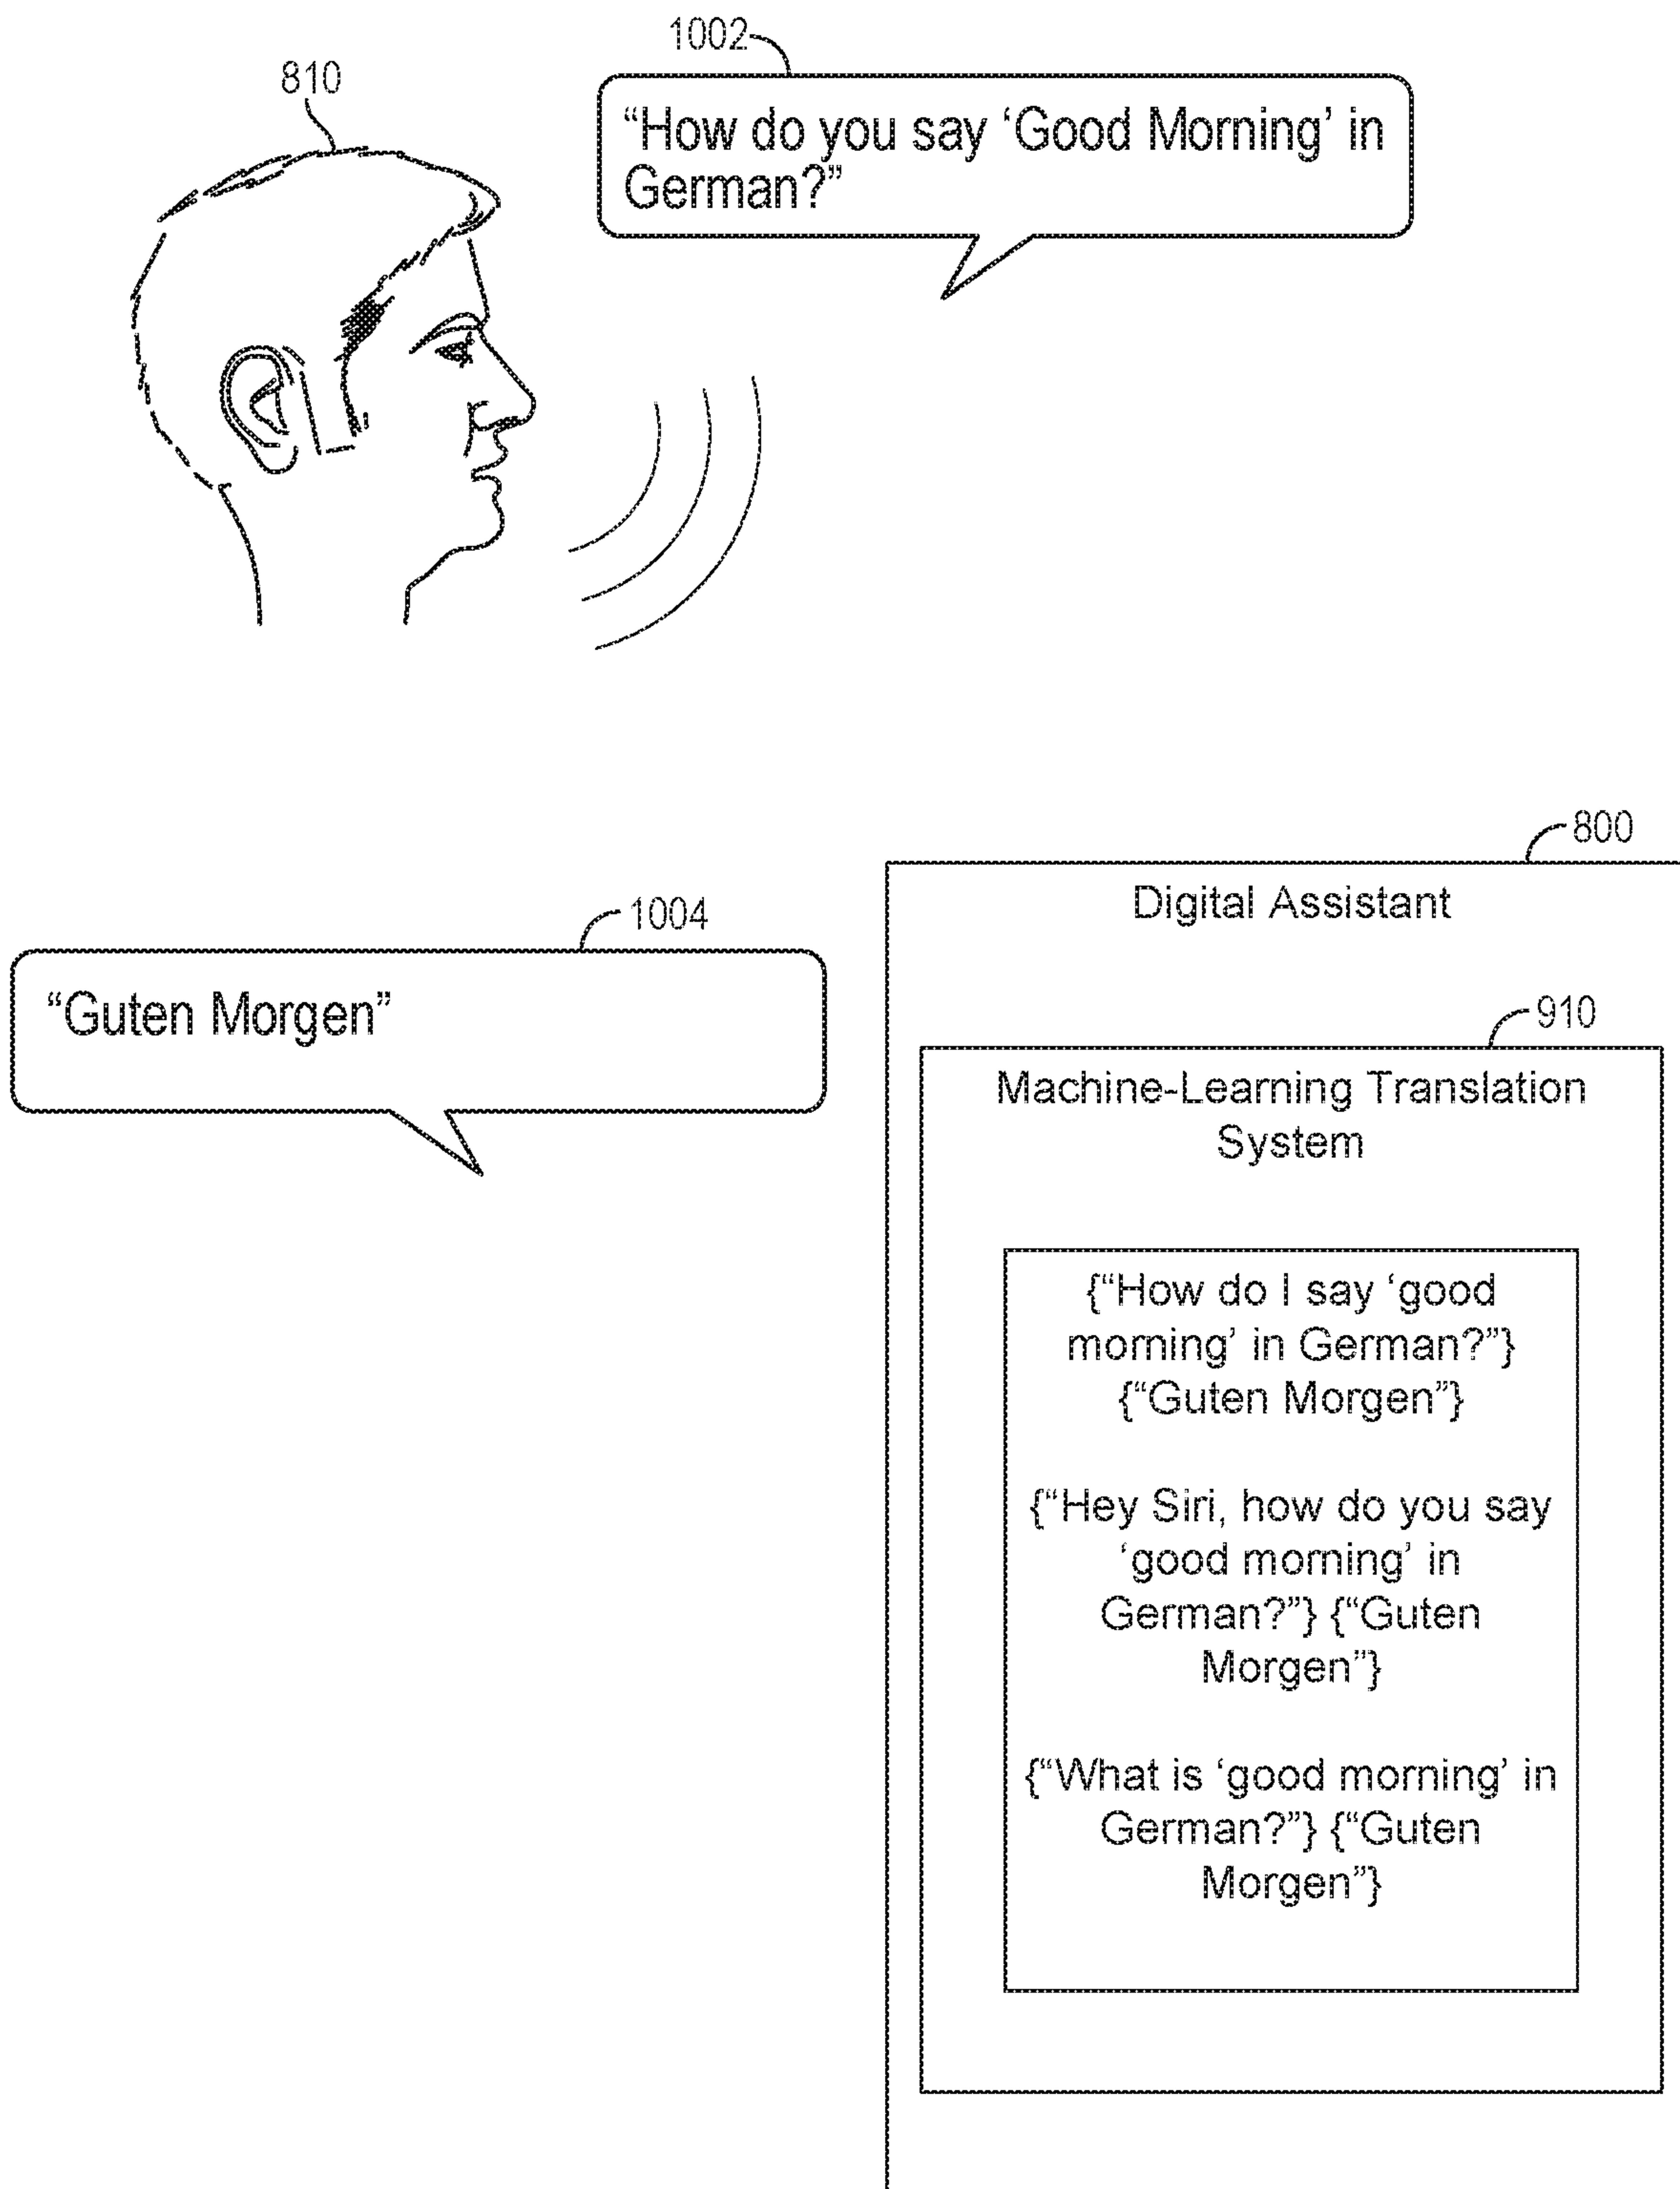 1002
810
“How do you say ‘Good Morning’ in
German?”
800
Digital Assistant
1004
“Guten Morgen”
910
Machine-Learning Translation
System
{“How do I say ‘good
morning’ in German?”}
{“Guten Morgen”}
{“Hey Siri, how do you say
‘good morning’ in
German?”} {“Guten
Morgen”}
{“What is ‘good morning’ in
German?”} {“Guten
Morgen”}